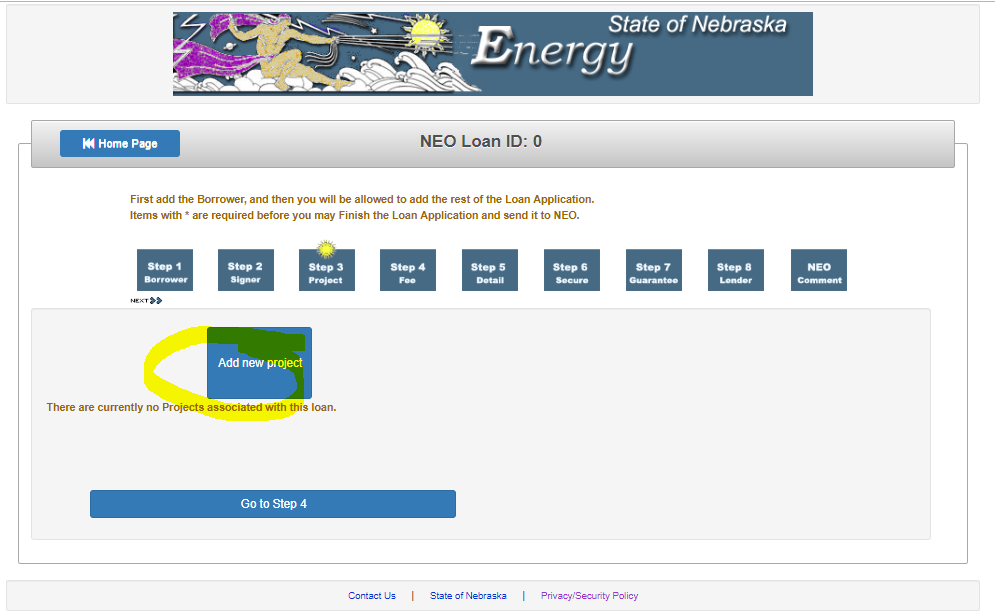 State of Nebraska
Energy
Home Page
NEO Loan ID: 0
First add the Borrower, and then you will be allowed to add the rest of the Loan Application.
Items with * are required before you may Finish the Loan Application and send it to NEO.
Step 1
Borrower
Step 2
Signer
Step 3
Project
Step 4
Fee
Step 5
Detail
Step 6
Secure
Step 7
Guarantee
Step 8
Lender
NEO
Comment
NEXT
Add new project
There are currently no Projects associated with this loan.
Go to Step 4
Contact Us | State of Nebraska | Privacy/Security Policy